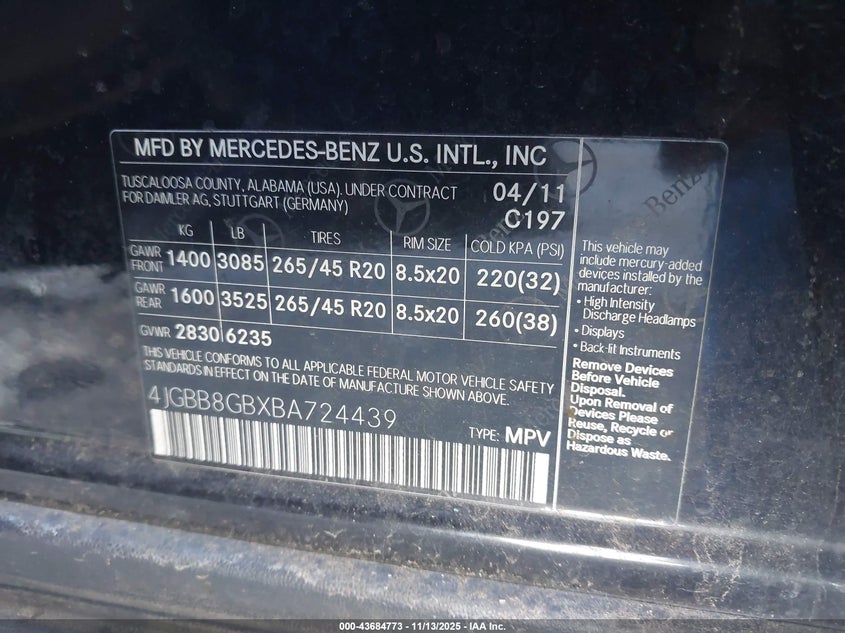 MFD BY MERCEDES-BENZ U.S. INTL., INC
TUSCALOOSA COUNTY, ALABAMA (USA). UNDER CONTRACT
FOR DAIMLER AG, STUTTGART (GERMANY)
04/11
C197
KG LB TIRES RIM SIZE COLD KPA (PSI)
GAWR FRONT 1400 3085 265/45 R20 8.5x20 220(32)
GAWR REAR 1600 3525 265/45 R20 8.5x20 260(38)
GVWR 2830 6235
THIS VEHICLE CONFORMS TO ALL APPLICABLE FEDERAL MOTOR VEHICLE SAFETY
STANDARDS IN EFFECT ON THE DATE OF MANUFACTURE SHOWN ABOVE.
4JGBB8GBXBA724439
TYPE: MPV
This vehicle may
include mercury-added
devices installed by the
manufacturer:
• High Intensity
Discharge Headlamps
• Displays
• Back-lit Instruments
Remove Devices
Before Vehicle
Disposal.
Upon Removal of
Devices Please
Reuse, Recycle or
Dispose as
Hazardous Waste.
Mercedes-Benz
000-43684773 - 11/13/2025 - IAA Inc.